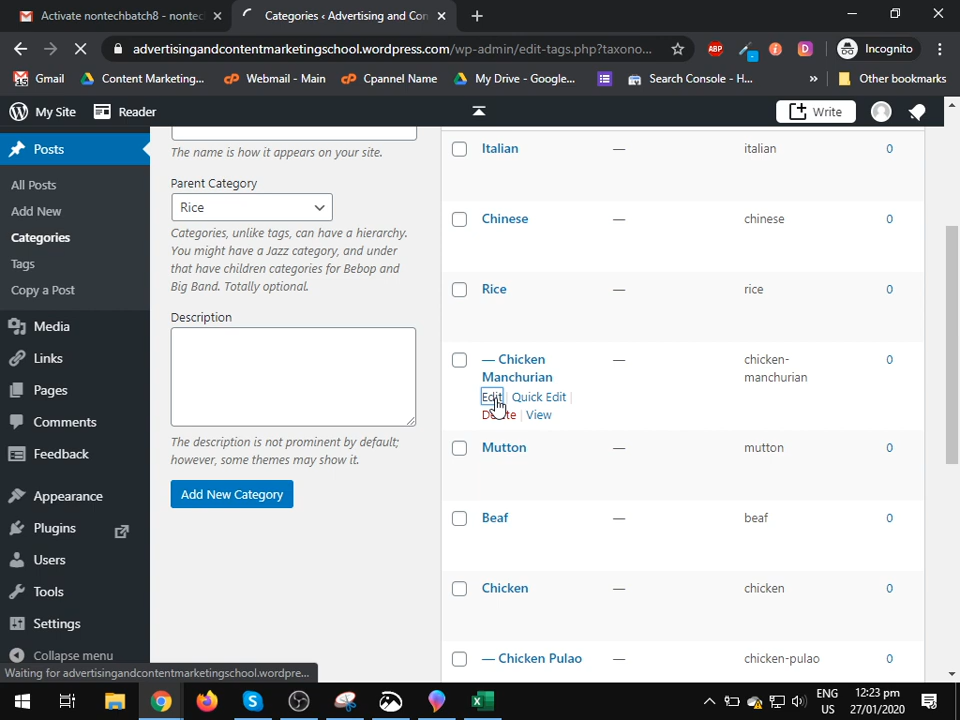 Activate nontechbatch8 - nontec
Categories ‹ Advertising and Con
advertisingandcontentmarketingschool.wordpress.com/wp-admin/edit-tags.php?taxono...
ABP
Incognito
Gmail
Content Marketing...
Webmail - Main
Cpannel Name
My Drive - Google...
Search Console - H...
»
Other bookmarks
My Site
Reader
Write
Posts
All Posts
Add New
Categories
Tags
Copy a Post
Media
Links
Pages
Comments
Feedback
Appearance
Plugins
Users
Tools
Settings
Collapse menu
The name is how it appears on your site.
Parent Category
Rice
Categories, unlike tags, can have a hierarchy.
You might have a Jazz category, and under
that have children categories for Bebop and
Big Band. Totally optional.
Description
The description is not prominent by default;
however, some themes may show it.
Add New Category
Italian — italian 0
Chinese — chinese 0
Rice — rice 0
— Chicken — chicken- 0
Manchurian manchurian
Edit | Quick Edit |
Delete | View
Mutton — mutton 0
Beaf — beaf 0
Chicken — chicken 0
— Chicken Pulao — chicken-pulao 0
Waiting for advertisingandcontentmarketingschool.wordpre...
ENG
US
12:23 pm
27/01/2020